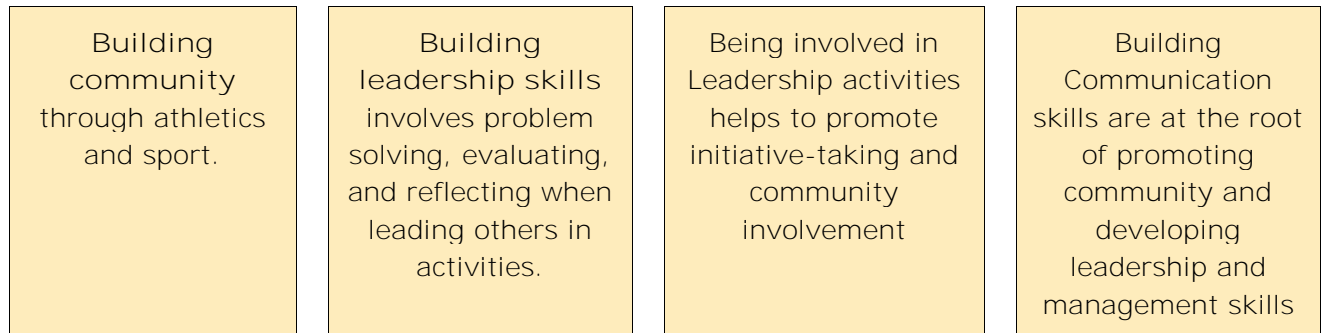 Building
community
through athletics
and sport.
Building
leadership skills
involves problem
solving, evaluating,
and reflecting when
leading others in
activities.
Being involved in
Leadership activities
helps to promote
initiative-taking and
community
involvement
Building
Communication
skills are at the root
of promoting
community and
developing
leadership and
management skills